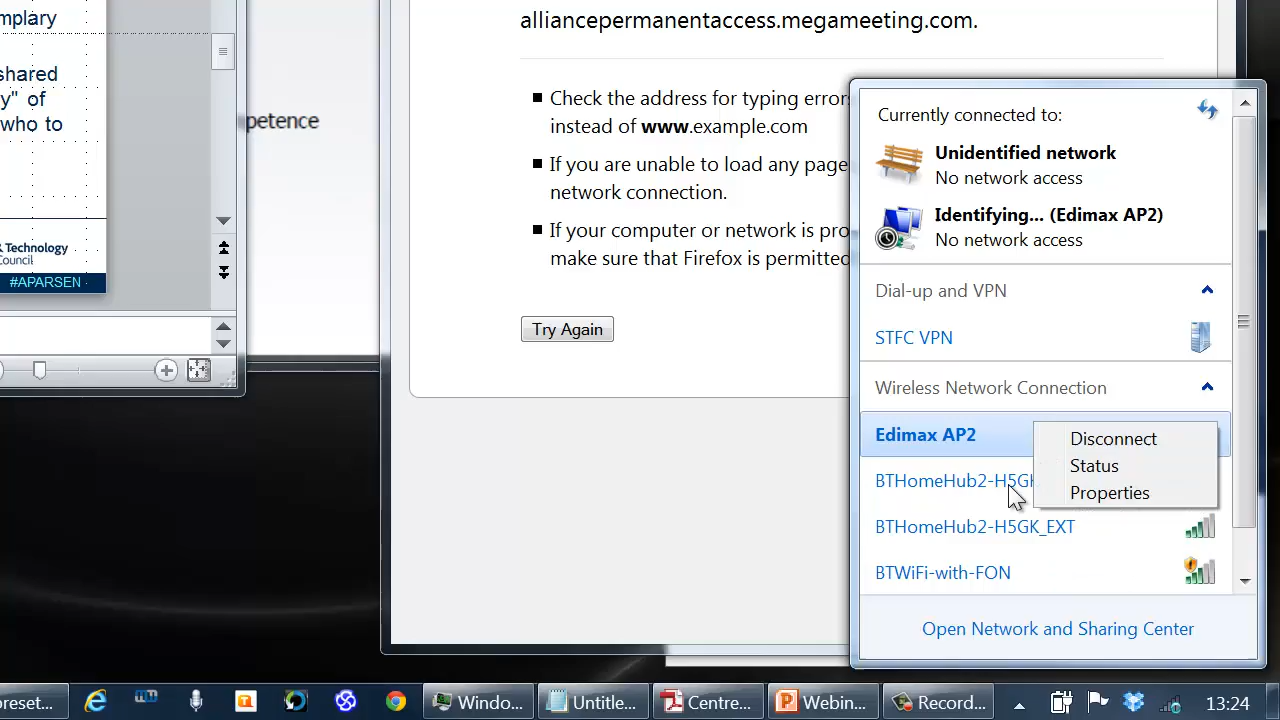 mplary
shared
y" of
who to
& Technology
Council
#APARSEN
petence
alliancepermanentaccess.megameeting.com.
Check the address for typing errors
instead of www.example.com
If you are unable to load any page
network connection.
If your computer or network is pro
make sure that Firefox is permitted
Try Again
Currently connected to:
Unidentified network
No network access
Identifying... (Edimax AP2)
No network access
Dial-up and VPN
STFC VPN
Wireless Network Connection
Edimax AP2
Disconnect
Status
Properties
BTHomeHub2-H5GK
BTHomeHub2-H5GK_EXT
BTWiFi-with-FON
Open Network and Sharing Center
reset... Windo... Untitle... Centre... Webin... Record... 13:24